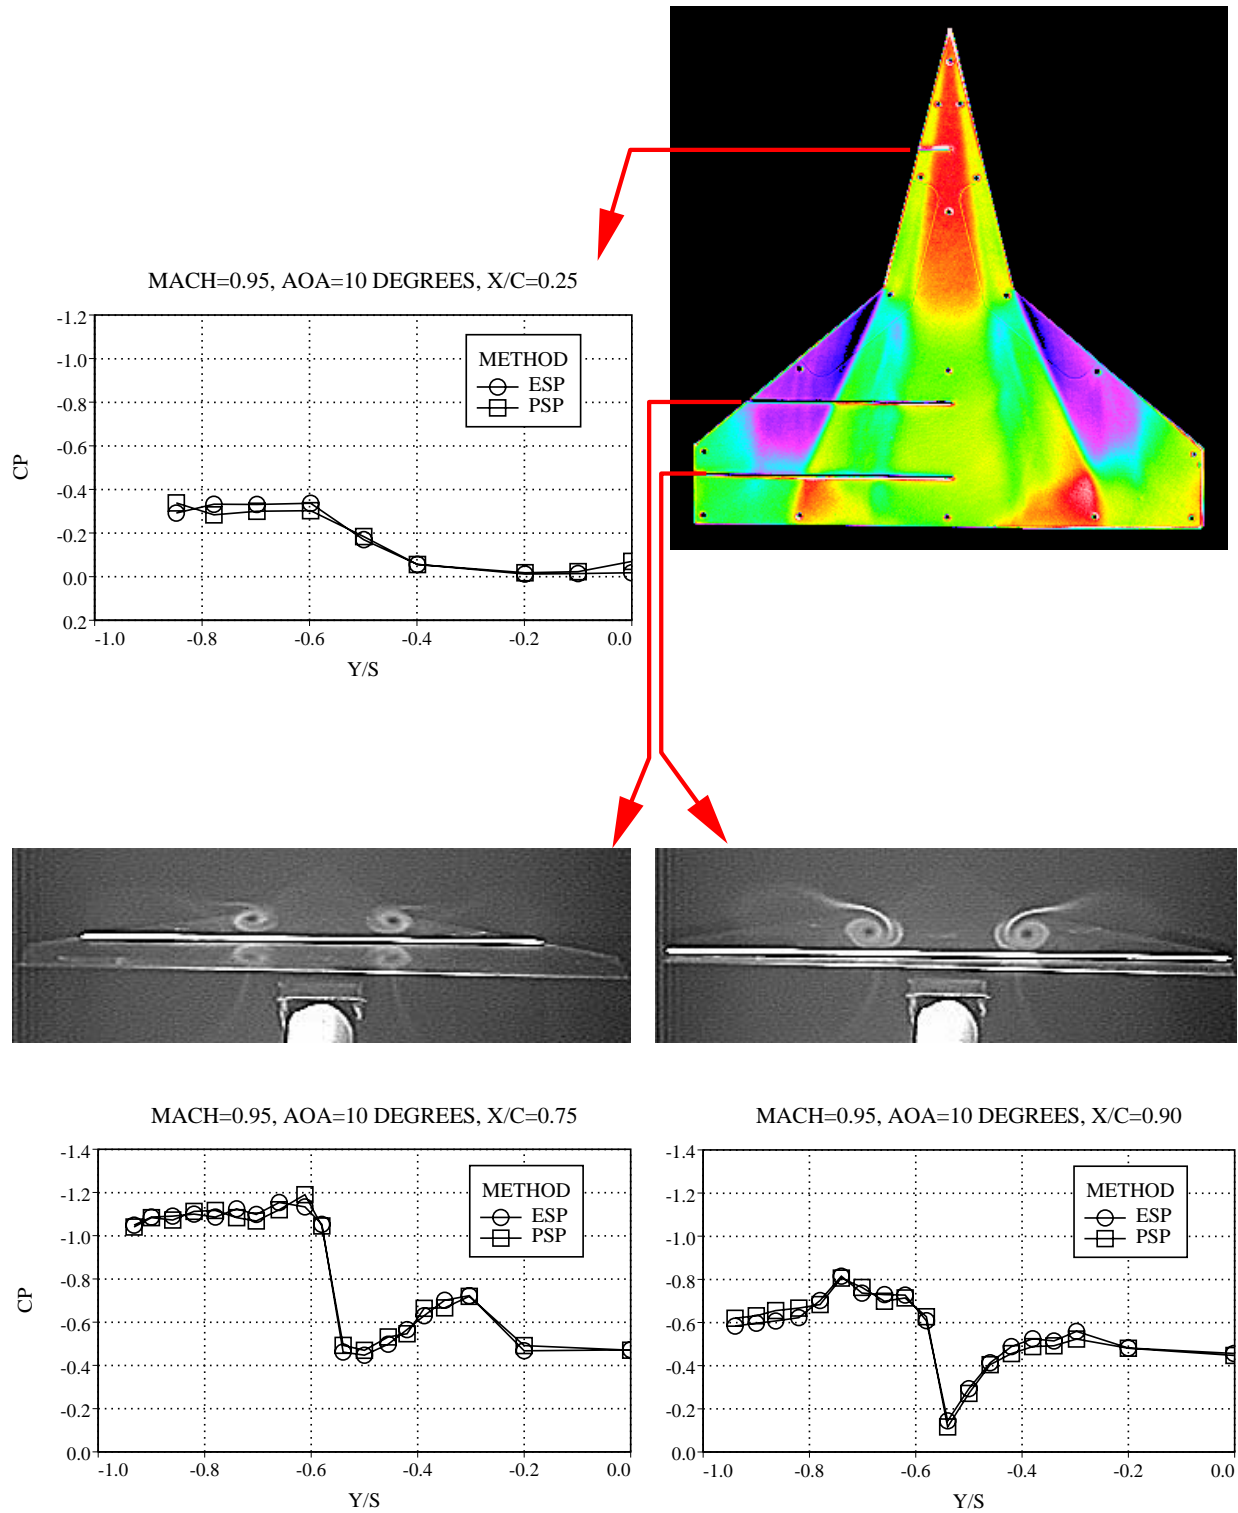 MACH=0.95, AOA=10 DEGREES, X/C=0.25
-1.2
-1.0
-0.8
-0.6
-0.4
-0.2
0.0
0.2
CP
METHOD
ESP
PSP
-1.0 -0.8 -0.6 -0.4 -0.2 0.0
Y/S
MACH=0.95, AOA=10 DEGREES, X/C=0.75
-1.4
-1.2
-1.0
-0.8
-0.6
-0.4
-0.2
0.0
CP
METHOD
ESP
PSP
-1.0 -0.8 -0.6 -0.4 -0.2 0.0
Y/S
MACH=0.95, AOA=10 DEGREES, X/C=0.90
-1.4
-1.2
-1.0
-0.8
-0.6
-0.4
-0.2
0.0
METHOD
ESP
PSP
-1.0 -0.8 -0.6 -0.4 -0.2 0.0
Y/S